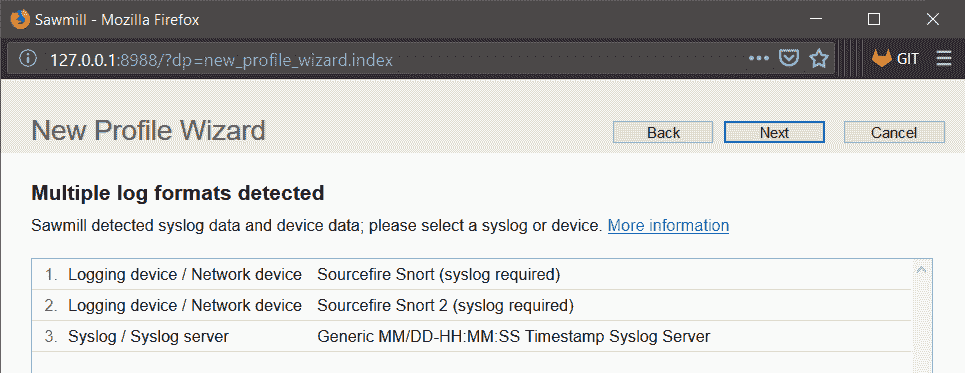 Sawmill - Mozilla Firefox
127.0.0.1:8988/?dp=new_profile_wizard.index
GIT
New Profile Wizard
Back
Next
Cancel
Multiple log formats detected
Sawmill detected syslog data and device data; please select a syslog or device. More information
1. Logging device / Network device Sourcefire Snort (syslog required)
2. Logging device / Network device Sourcefire Snort 2 (syslog required)
3. Syslog / Syslog server Generic MM/DD-HH:MM:SS Timestamp Syslog Server